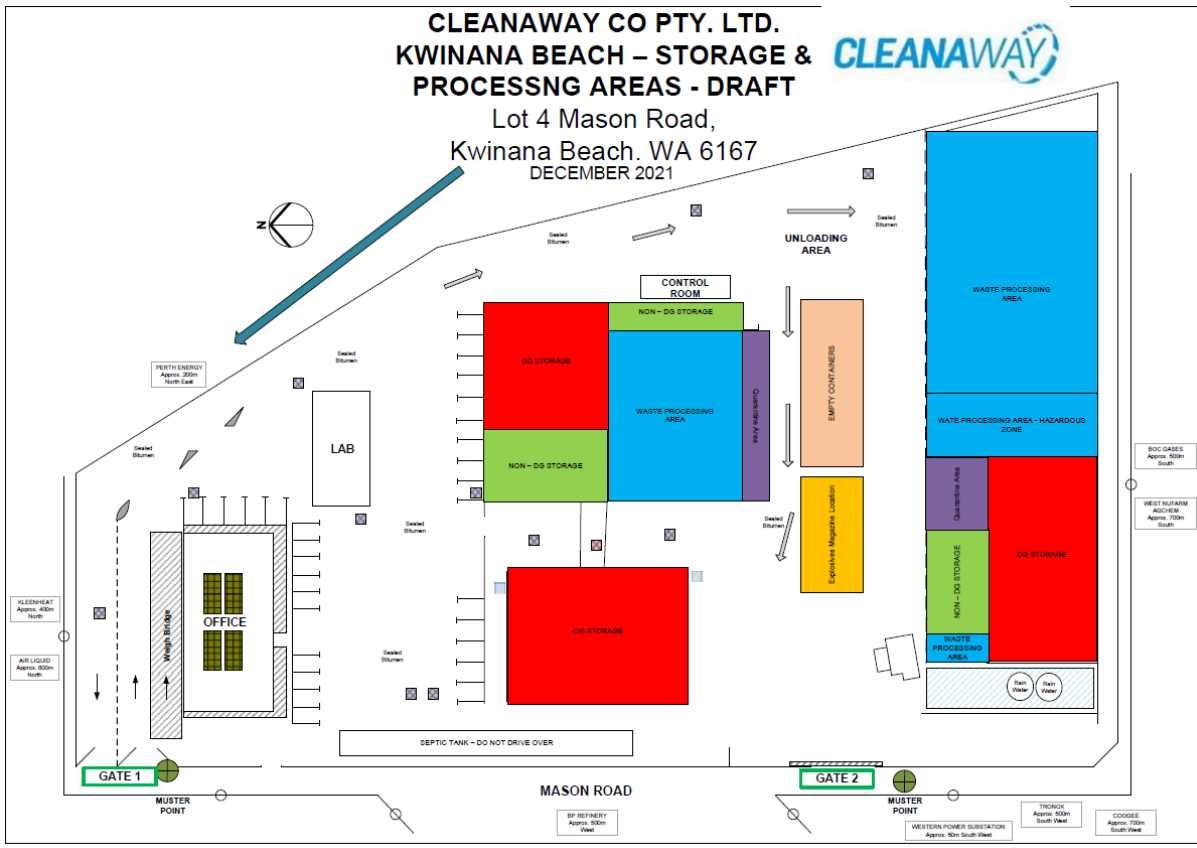 CLEANAWAY CO PTY. LTD.
KWINANA BEACH – STORAGE &
PROCESSNG AREAS - DRAFT
Lot 4 Mason Road,
Kwinana Beach. WA 6167
DECEMBER 2021
CLEANAWAY
N
Sealed
Bitumen
Sealed
Bitumen
UNLOADING
AREA
CONTROL
ROOM
NON – DG STORAGE
WASTE PROCESSING
AREA
DG STORAGE
Sealed
Bitumen
PERTH ENERGY
Approx. 200m
North East
EMPTY CONTAINERS
Quarantine Area
WASTE PROCESSING
AREA
WATE PROCESSING AREA - HAZARDOUS
ZONE
LAB
Sealed
Bitumen
NON – DG STORAGE
BOC GASES
Approx. 500m
South
Quarantine Area
WEST NUFARM
AGCHEM
Approx. 700m
South
Sealed
Bitumen
Sealed
Bitumen
Explosives Magazine Location
DG STORAGE
NON – DG STORAGE
KLEENHEAT
Approx. 400m
North
Weigh Bridge
OFFICE
DG STORAGE
AIR LIQUID
Approx. 800m
North
Sealed
Bitumen
WASTE
PROCESSING
AREA
Rain
Water
Rain
Water
SEPTIC TANK – DO NOT DRIVE OVER
GATE 1
GATE 2
MUSTER
POINT
MASON ROAD
MUSTER
POINT
BP REFINERY
Approx. 500m
West
WESTERN POWER SUBSTATION
Approx. 50m South West
TRONOX
Approx. 500m
South West
COOGEE
Approx. 700m
South West